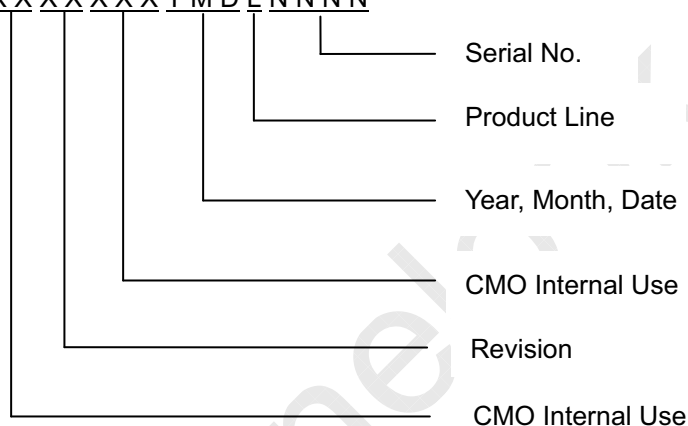 X X X X X X X Y M D L N N N N
Serial No.
Product Line
Year, Month, Date
CMO Internal Use
Revision
CMO Internal Use